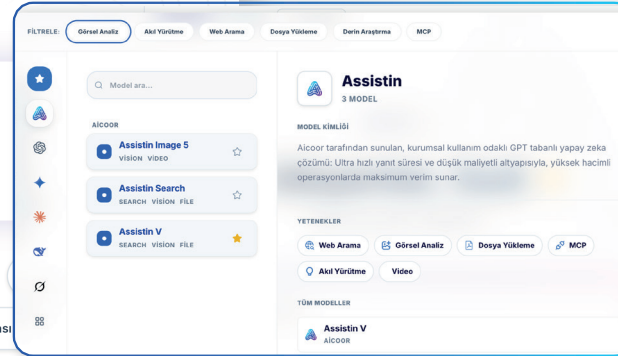 FİLTRELE: Görsel Analiz Akıl Yürütme Web Arama Dosya Yükleme Derin Araştırma MCP
Model ara...
AİCOOR
Assistin Image 5
VİSİON VİDEO
Assistin Search
SEARCH VİSİON FİLE
Assistin V
SEARCH VİSİON FİLE
Assistin
3 MODEL
MODEL KİMLİĞİ
Aicoor tarafından sunulan, kurumsal kullanım odaklı GPT tabanlı yapay zeka
çözümü: Ultra hızlı yanıt süresi ve düşük maliyetli altyapısıyla, yüksek hacimli
operasyonlarda maksimum verim sunar.
YETENEKLER
Web Arama Görsel Analiz Dosya Yükleme MCP
Akıl Yürütme Video
TÜM MODELLER
Assistin V
AİCOOR